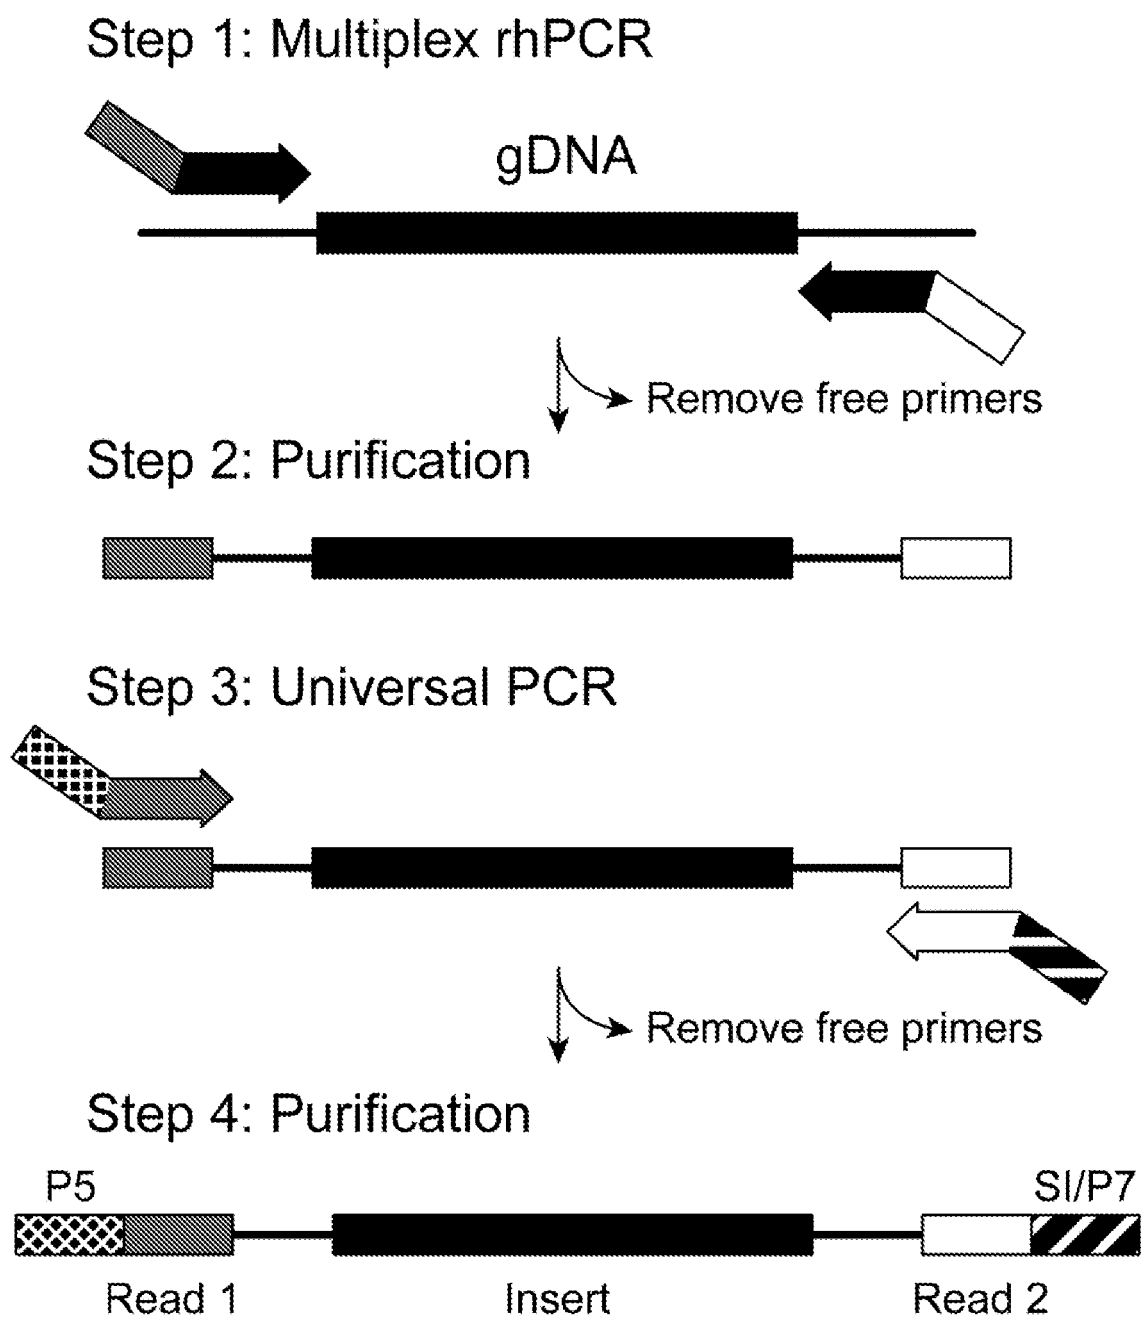 Step 1: Multiplex rhPCR
gDNA
Remove free primers
Step 2: Purification
Step 3: Universal PCR
Remove free primers
Step 4: Purification
P5 SI/P7
Read 1 Insert Read 2